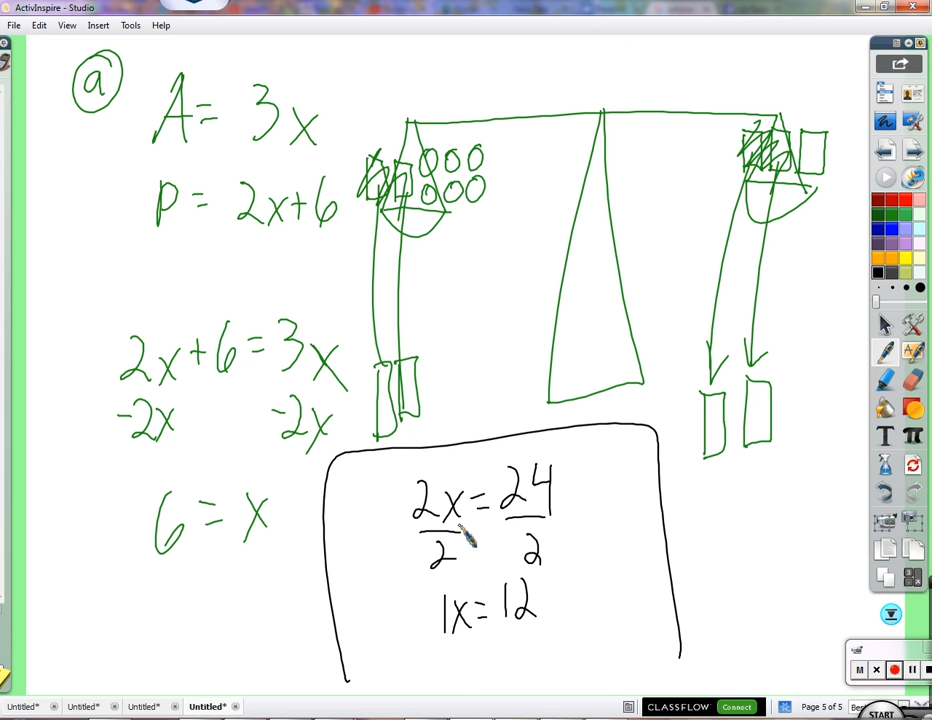 ActivInspire - Studio
File Edit View Insert Tools Help
a
A = 3x
P = 2x+6
2x+6=3x
-2x -2x
6 = x
2x = 24
2 2
1x = 12
T π
M
Untitled* Untitled* Untitled* Untitled*
CLASSFLOW Connect
Page 5 of 5
Bes
START